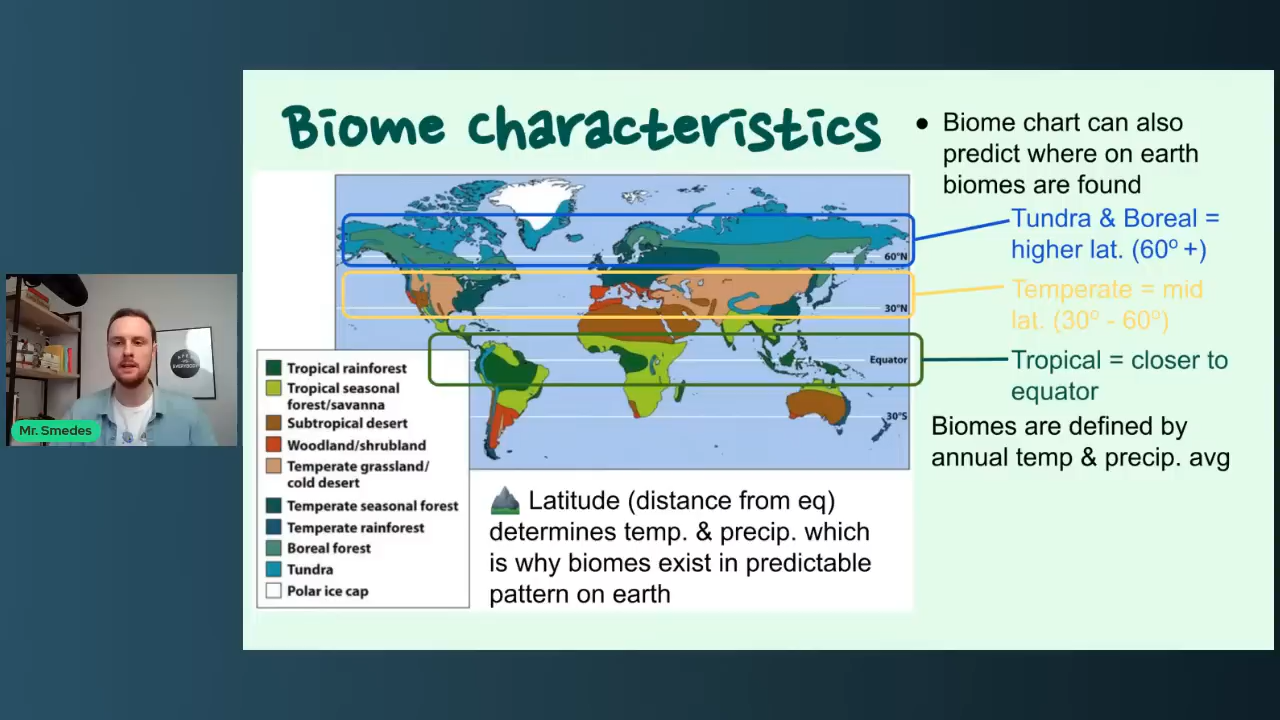 Biome characteristics
60°N
30°N
Equator
30°S
Tropical rainforest
Tropical seasonal
forest/savanna
Subtropical desert
Woodland/shrubland
Temperate grassland/
cold desert
Temperate seasonal forest
Temperate rainforest
Boreal forest
Tundra
Polar ice cap
Latitude (distance from eq)
determines temp. & precip. which
is why biomes exist in predictable
pattern on earth
● Biome chart can also
predict where on earth
biomes are found
Tundra & Boreal =
higher lat. (60º +)
Temperate = mid
lat. (30º - 60º)
Tropical = closer to
equator
Biomes are defined by
annual temp & precip. avg
Mr. Smedes